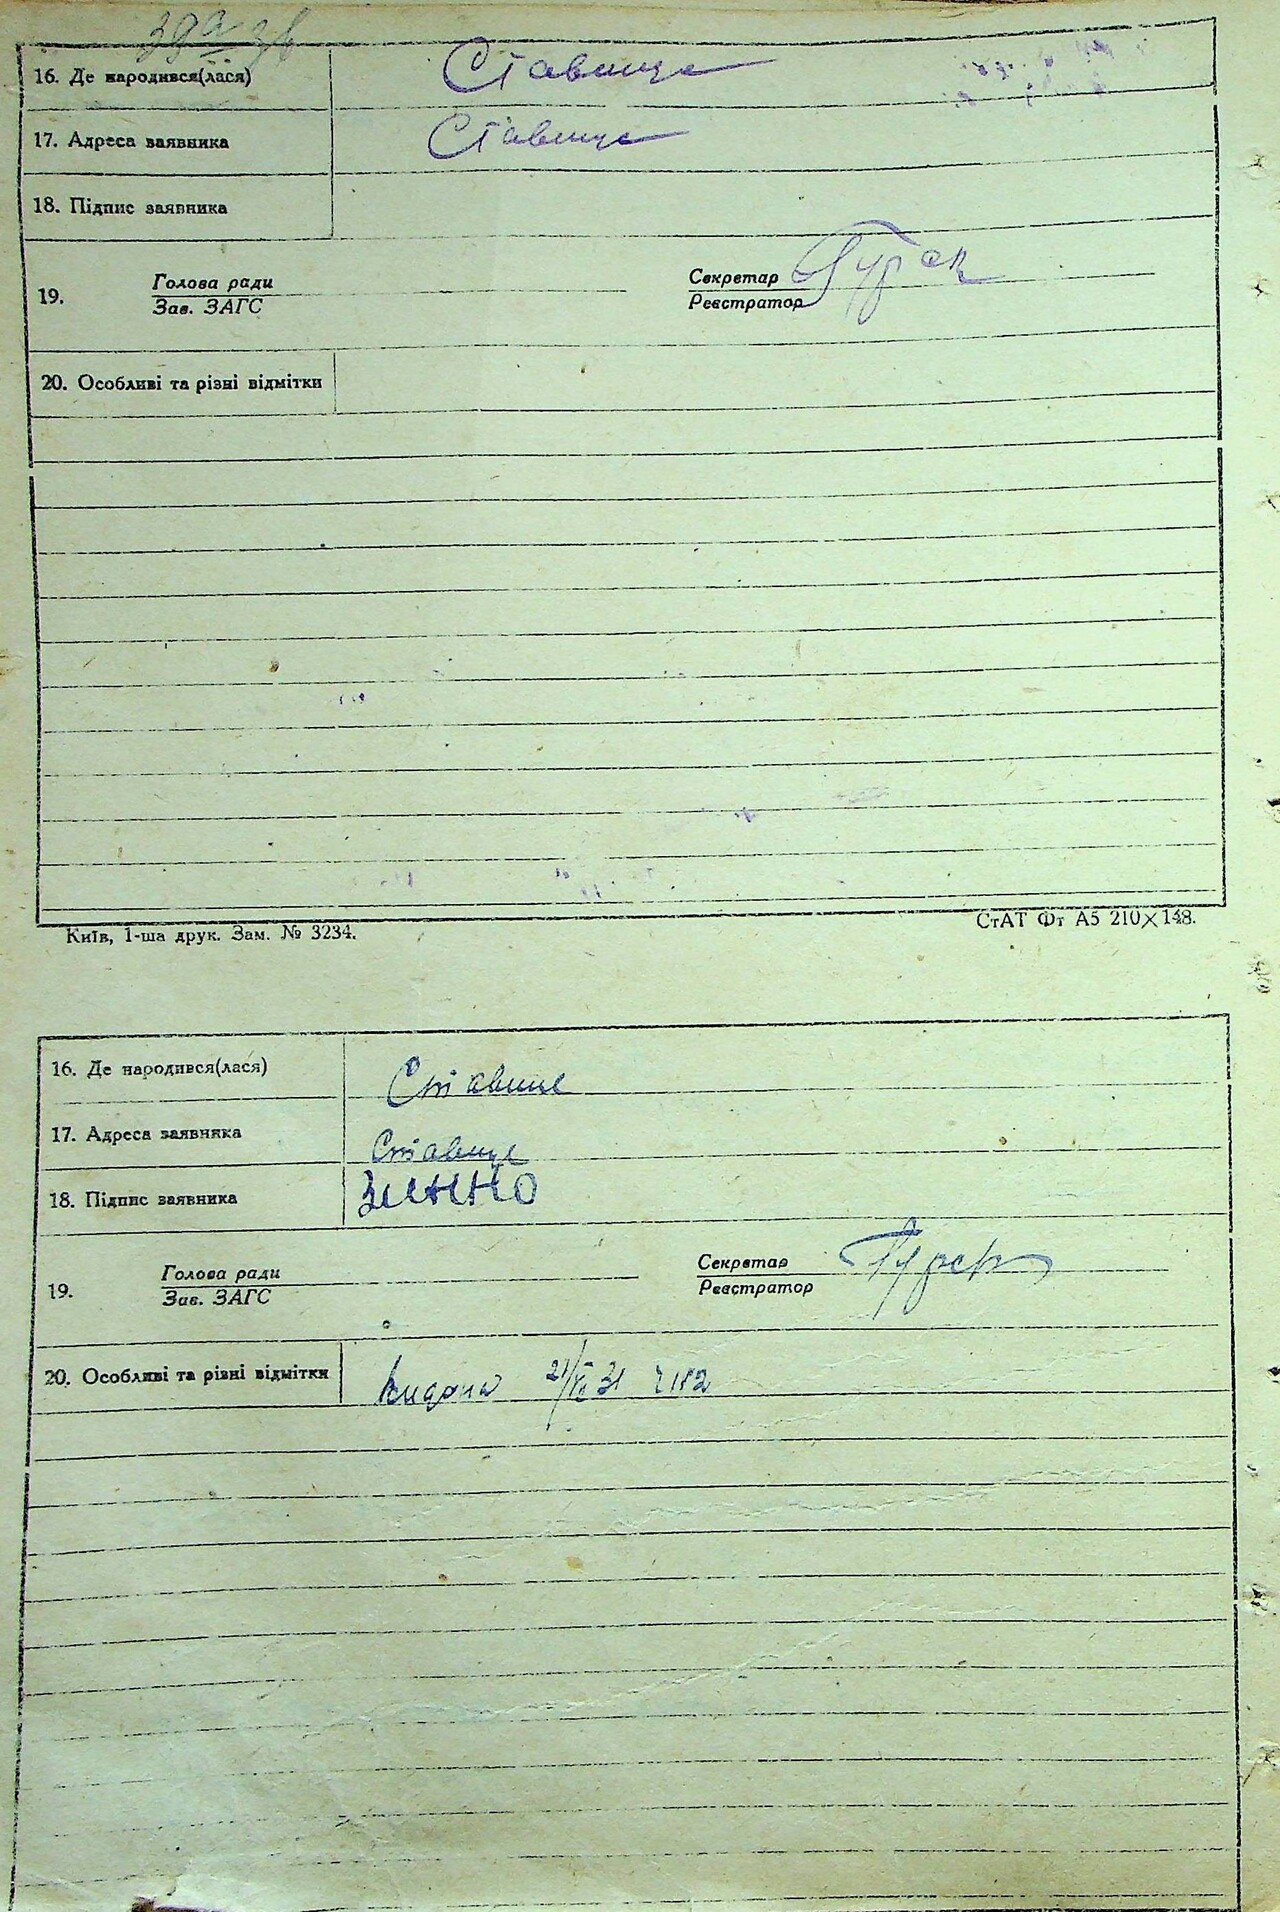 39а зв
16. Де народився(лася) Ставище
17. Адреса заявника Ставище
18. Підпис заявника
19. Голова ради
Зав. ЗАГС
Секретар
Реєстратор
20. Особливі та різні відмітки
Київ, 1-ша друк. Зам. № 3234.
СтАТ Фт А5 210×148.
16. Де народився(лася) Ставище
17. Адреса заявника Ставище
18. Підпис заявника
19. Голова ради
Зав. ЗАГС
Секретар
Реєстратор
20. Особливі та різні відмітки